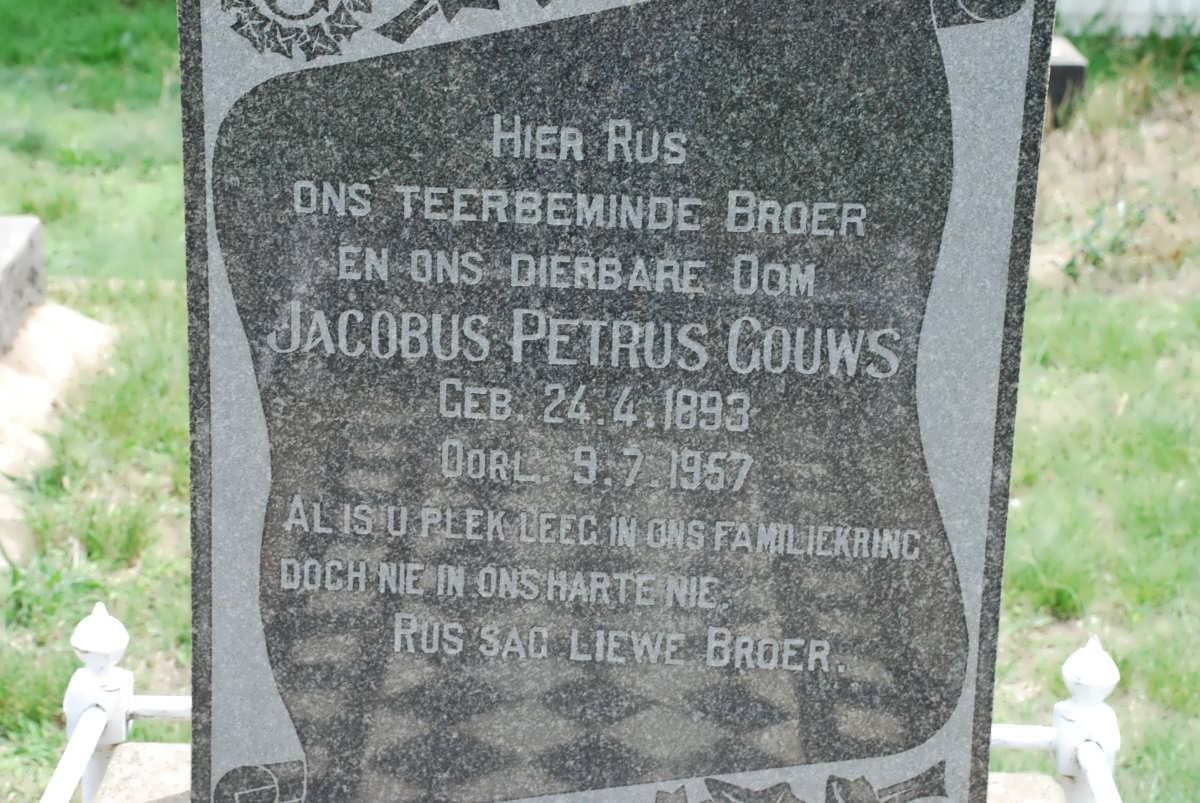 HIER RUS
ONS TEERBEMINDE BROER
EN ONS DIERBARE OOM
JACOBUS PETRUS GOUWS
GEB. 24.4.1893
OORL. 9.7.1957
AL IS U PLEK LEEG IN ONS FAMILIEKRING
DOCH NIE IN ONS HARTE NIE.
RUS SAG LIEWE BROER.